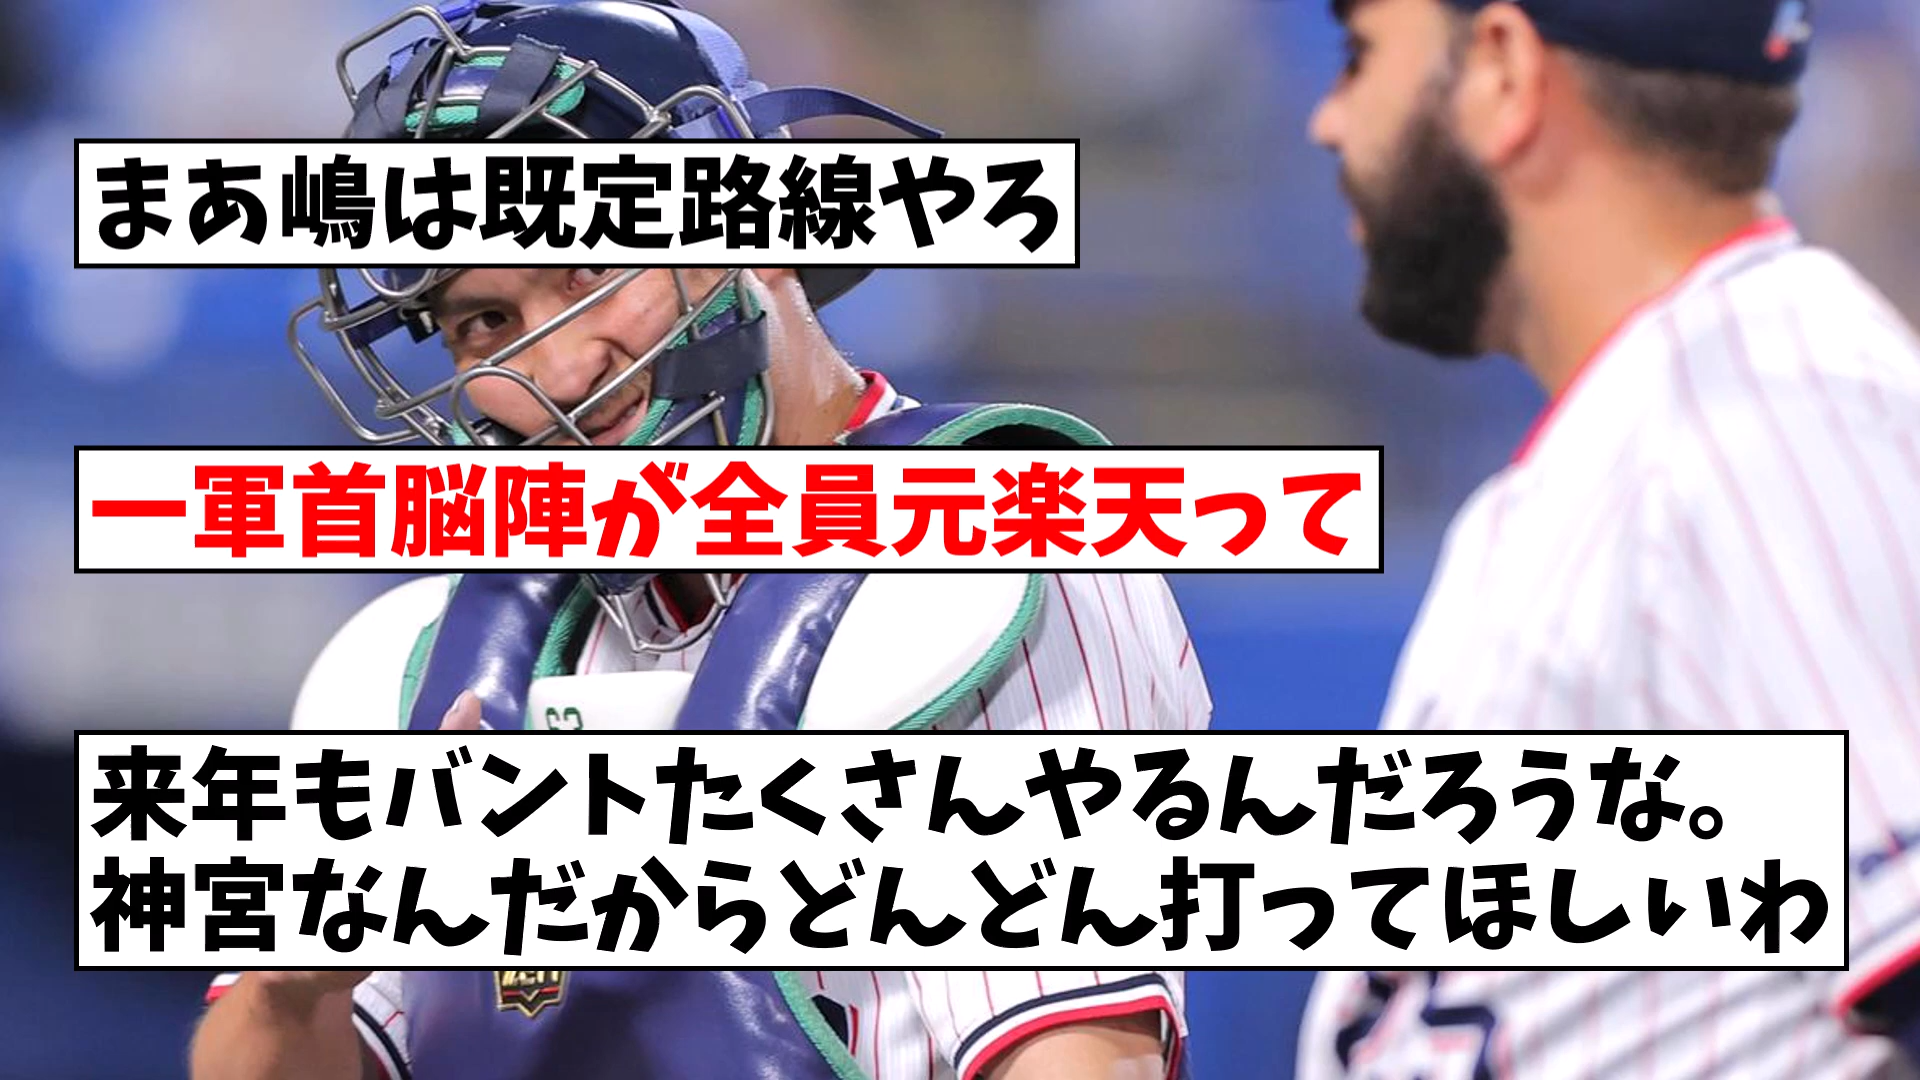 まあ嶋は既定路線やろ
一軍首脳陣が全員元楽天って
来年もバントたくさんやるんだろうな。
神宮なんだからどんどん打ってほしいわ